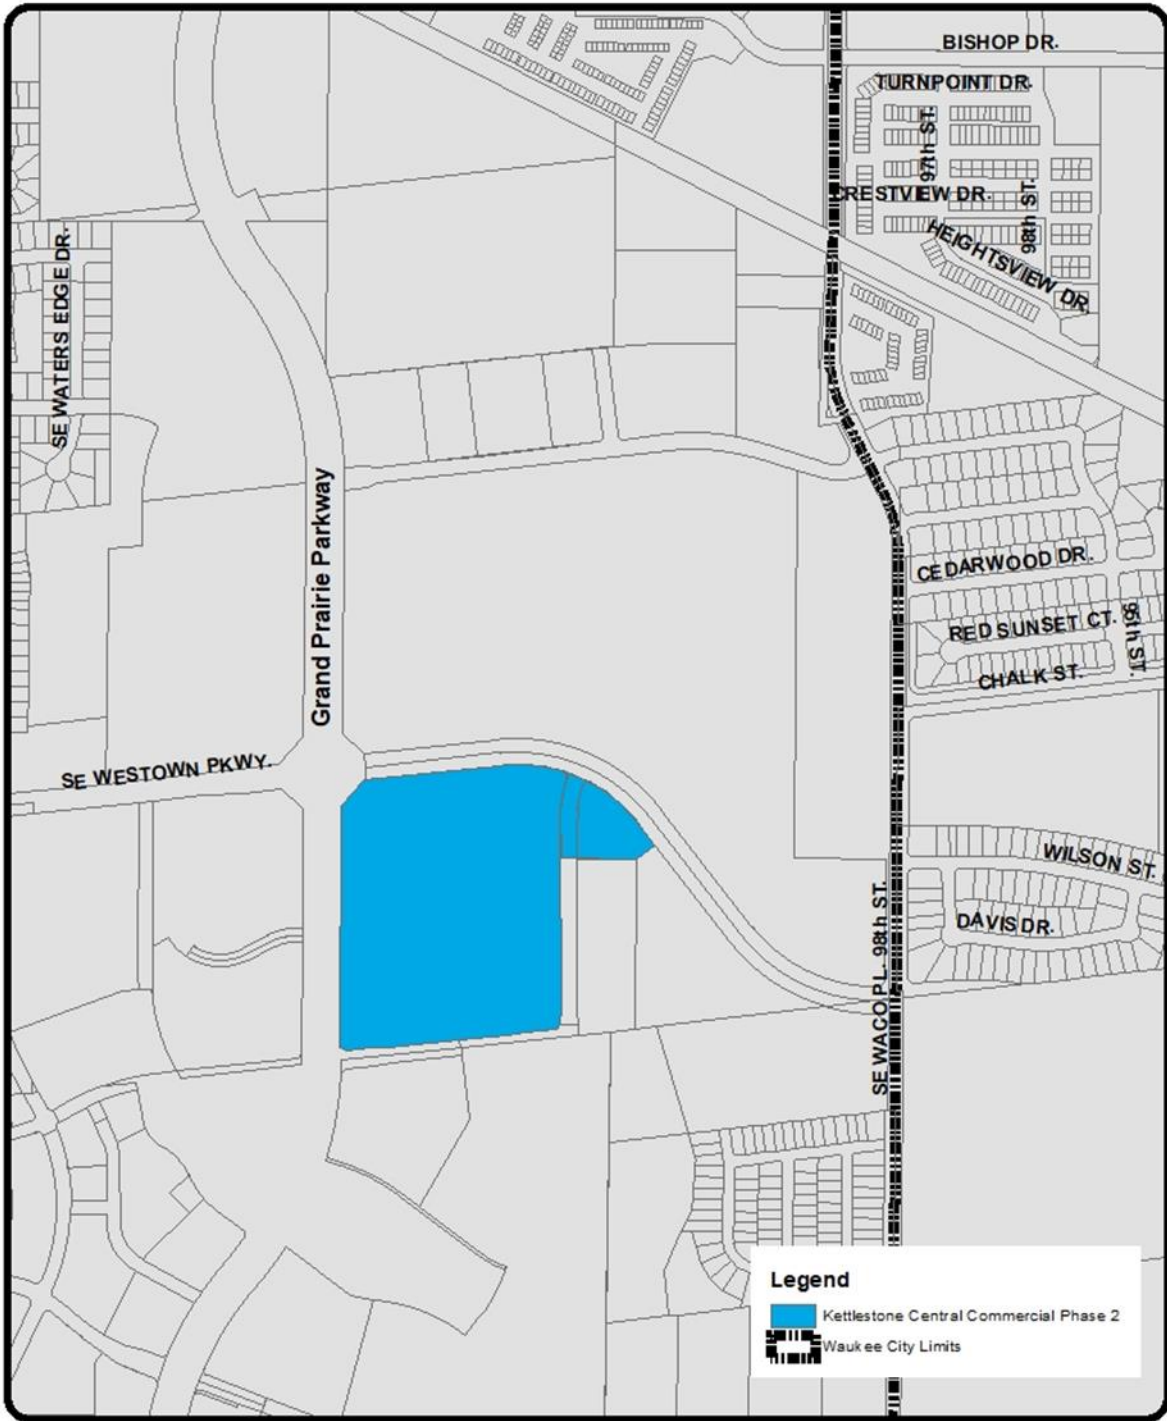 BISHOP DR.
TURNPOINT DR.
97th ST.
CRESTVIEW DR.
98th ST.
HEIGHTSVIEW DR.
SE WATERS EDGE DR.
Grand Prairie Parkway
CEDARWOOD DR.
RED SUNSET CT.
95th ST.
CHALK ST.
SE WESTOWN PKWY.
WILSON ST.
DAVIS DR.
SE WACO PL. 98th ST.
Legend
Kettlestone Central Commercial Phase 2
Waukee City Limits